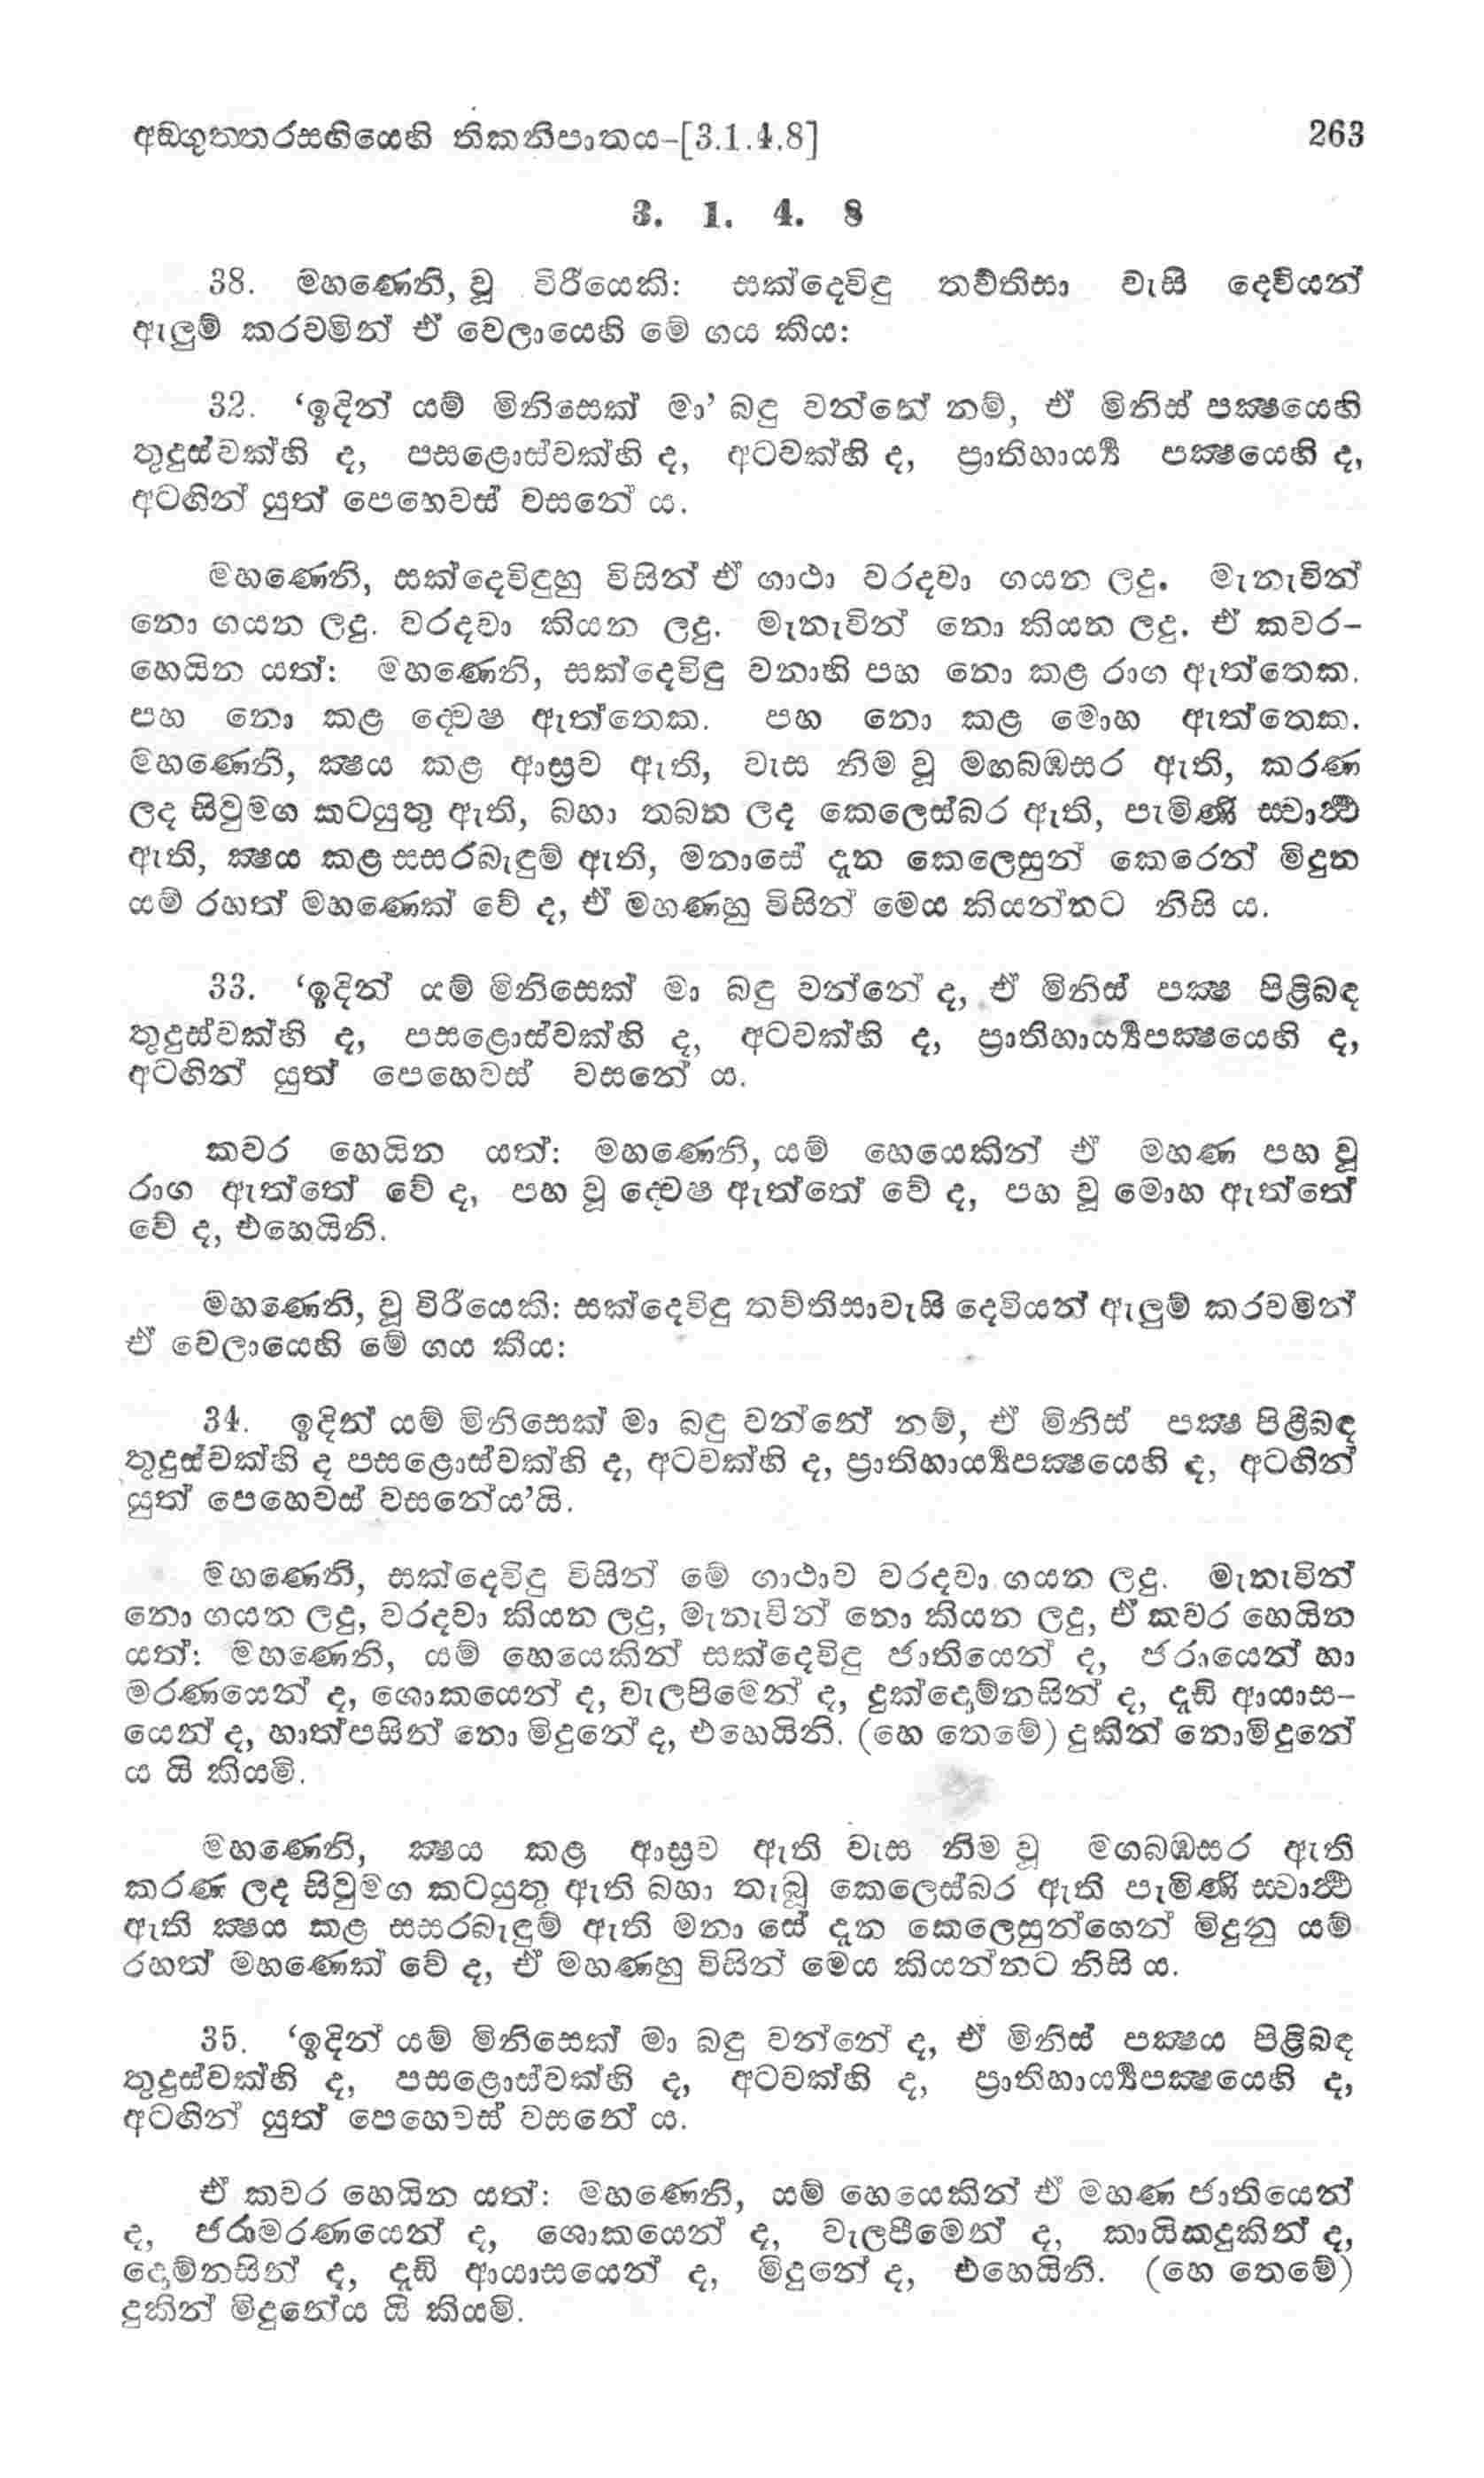 අඞ්ගුත්තරසඟියෙහි තිකනිපාතය-[3.1.4.8] 263
3. 1. 4. 8
38. මහණෙනි, වූ විරීයෙකි: සක්දෙවිඳු තව්තිසා වැසි දෙවියන්
ඇලුම් කරවමින් ඒ වෙලායෙහි මේ ගය කීය:
32. ‘ඉදින් යම් මිනිසෙක් මා’ බඳු වන්නේ නම්, ඒ මිනිස් පක්‍ෂයෙහි
තුදුස්වක්හි ද, පසළොස්වක්හි ද, අටවක්හි ද, ප්‍රාතිහාර්‍ය්‍ය පක්‍ෂයෙහි ද,
අටඟින් යුත් පෙහෙවස් වසනේ ය.
මහණෙනි, සක්දෙවිඳුහු විසින් ඒ ගාථා වරදවා ගයන ලදු. මැනැවින්
නො ගයන ලදු. වරදවා කියන ලදු. මැනැවින් නො කියන ලදු. ඒ කවර-
හෙයින යත්: මහණෙනි, සක්දෙවිඳු වනාහි පහ නො කළ රාග ඇත්තෙක.
පහ නො කළ ද්‍වෙෂ ඇත්තෙක. පහ නො කළ මොහ ඇත්තෙක.
මහණෙනි, ක්‍ෂය කළ ආස්‍රව ඇති, වැස නිම වූ මඟබඹසර ඇති, කරණ
ලද සිවුමග කටයුතු ඇති, බහා තබන ලද කෙලෙස්බර ඇති, පැමිණි ස්වාර්‍ත්‍ථ
ඇති, ක්‍ෂය කළ සසරබැඳුම් ඇති, මනාසේ දැන කෙලෙසුන් කෙරෙන් මිදුන
යම් රහත් මහණෙක් වේ ද, ඒ මහණහු විසින් මෙය කියන්නට නිසි ය.
33. ‘ඉදින් යම් මිනිසෙක් මා බඳු වන්නේ ද, ඒ මිනිස් පක්‍ෂ පිළිබඳ
තුදුස්වක්හි ද, පසළොස්වක්හි ද, අටවක්හි ද, ප්‍රාතිහාර්‍ය්‍යපක්‍ෂයෙහි ද,
අටඟින් යුත් පෙහෙවස් වසනේ ය.
කවර හෙයින යත්: මහණෙනි, යම් හෙයෙකින් ඒ මහණ පහ වූ
රාග ඇත්තේ වේ ද, පහ වූ ද්‍වෙෂ ඇත්තේ වේ ද, පහ වූ මොහ ඇත්තේ
වේ ද, එහෙයිනි.
මහණෙනි, වූ විරීයෙකි: සක්දෙවිඳු තව්තිසාවැසි දෙවියන් ඇලුම් කරවමින්
ඒ වෙලායෙහි මේ ගය කීය:
34. ඉදින් යම් මිනිසෙක් මා බඳු වන්නේ නම්, ඒ මිනිස් පක්‍ෂ පිළිබඳ
තුදුස්වක්හි ද පසළොස්වක්හි ද, අටවක්හි ද, ප්‍රාතිහාර්‍ය්‍යපක්‍ෂයෙහි ද, අටඟින්
යුත් පෙහෙවස් වසනේය’යි.
මහණෙනි, සක්දෙවිඳු විසින් මේ ගාථාව වරදවා ගයන ලදු. මැනැවින්
නො ගයන ලදු, වරදවා කියන ලදු, මැනැවින් නො කියන ලදු, ඒ කවර හෙයින
යත්: මහණෙනි, යම් හෙයෙකින් සක්දෙවිඳු ජාතියෙන් ද, ජරායෙන් හා
මරණයෙන් ද, ශොකයෙන් ද, වැලපිමෙන් ද, දුක්දොම්නසින් ද, දැඩි ආයාස-
යෙන් ද, හාත්පසින් නො මිදුනේ ද, එහෙයිනි. (හෙ තෙමේ) දුකින් නොමිදුනේ
ය යි කියමි.
මහණෙනි, ක්‍ෂය කළ ආස්‍රව ඇති වැස නිම වූ මගබඹසර ඇති
කරණ ලද සිවුමග කටයුතු ඇති බහා තැබූ කෙලෙස්බර ඇති පැමිණි ස්වාර්‍ත්‍ථ
ඇති ක්‍ෂය කළ සසරබැඳුම් ඇති මනා සේ දැන කෙලෙසුන්ගෙන් මිදුනු යම්
රහත් මහණෙක් වේ ද, ඒ මහණහු විසින් මෙය කියන්නට නිසි ය.
35. ‘ඉදින් යම් මිනිසෙක් මා බඳු වන්නේ ද, ඒ මිනිස් පක්‍ෂය පිළිබඳ
තුදුස්වක්හි ද, පසළොස්වක්හි ද, අටවක්හි ද, ප්‍රාතිහාර්‍ය්‍යපක්‍ෂයෙහි ද,
අටඟින් යුත් පෙහෙවස් වසනේ ය.
ඒ කවර හෙයින යත්: මහණෙනි, යම් හෙයෙකින් ඒ මහණ ජාතියෙන්
ද, ජරාමරණයෙන් ද, ශොකයෙන් ද, වැලපීමෙන් ද, කායිකදුකින් ද,
දොම්නසින් ද, දැඩි ආයාසයෙන් ද, මිදුනේ ද, එහෙයිනි. (හෙ තෙමේ)
දුකින් මිදුනේය යි කියමි.